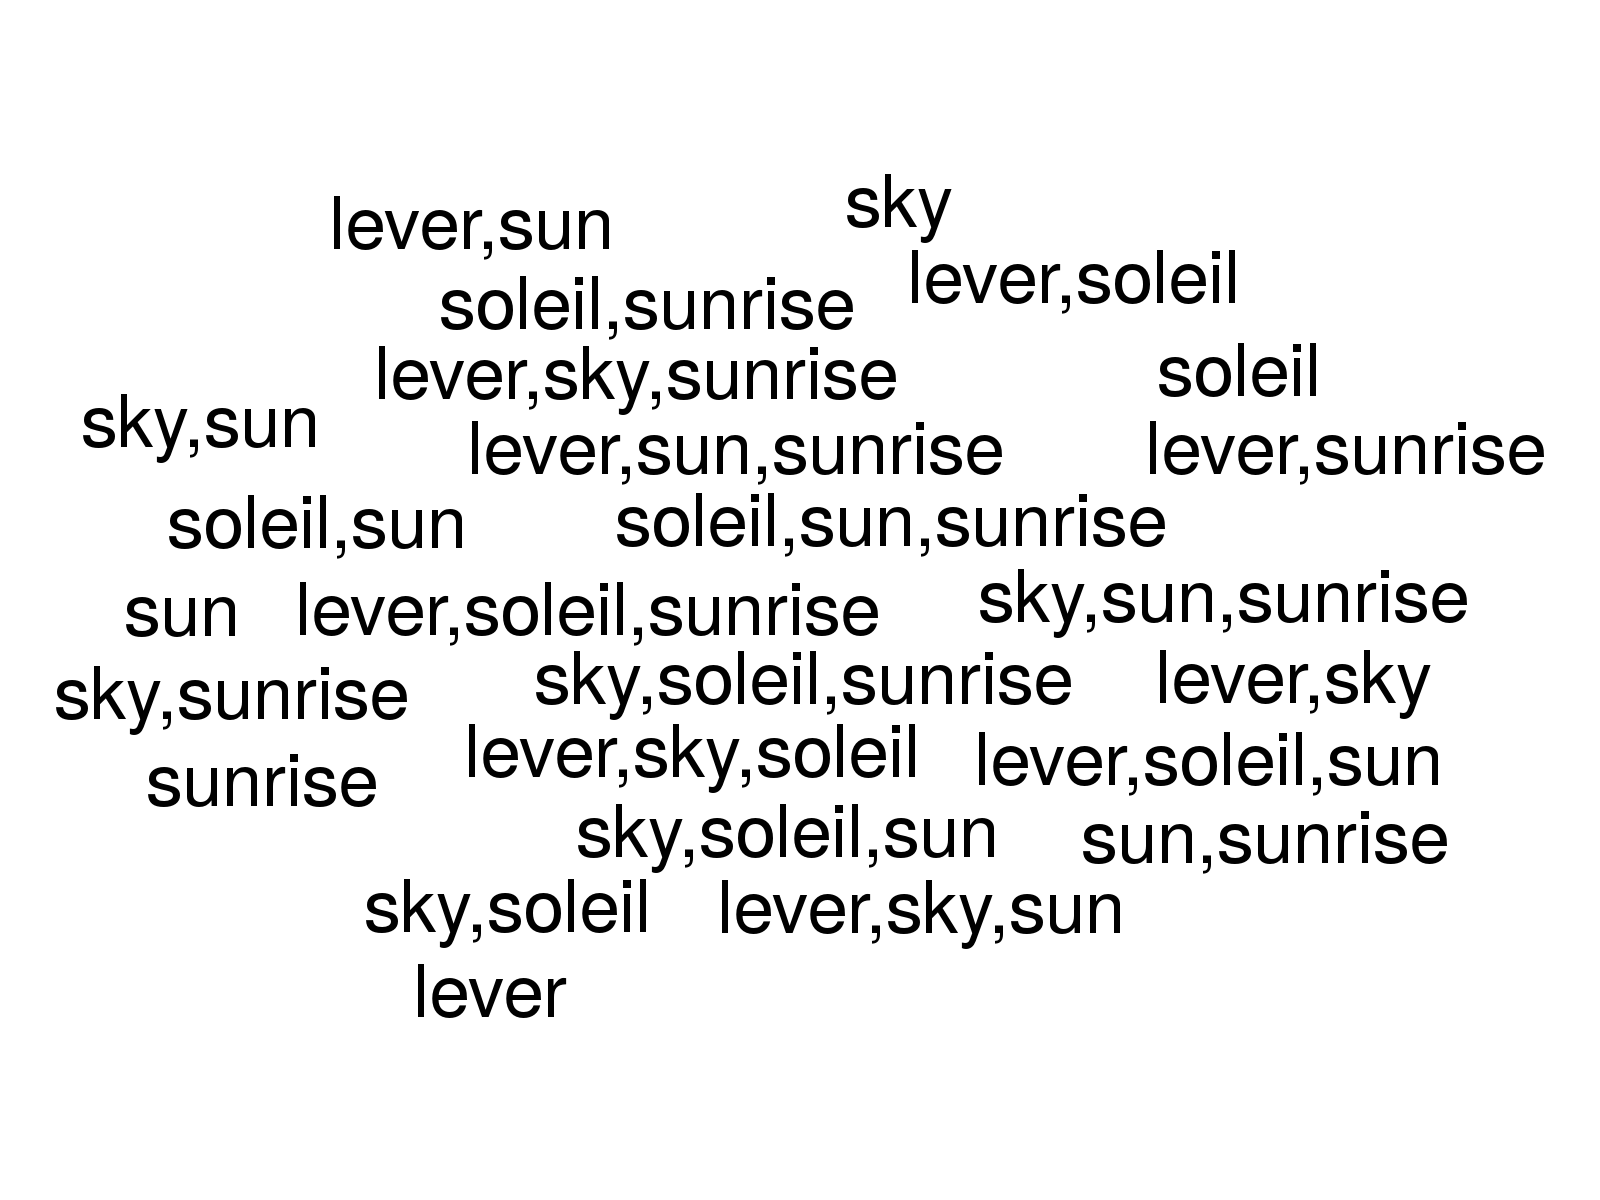 sky
lever,sun
lever,soleil
soleil,sunrise
lever,sky,sunrise
soleil
sky,sun
lever,sun,sunrise
lever,sunrise
soleil,sun
soleil,sun,sunrise
sun
lever,soleil,sunrise
sky,sun,sunrise
sky,sunrise
sky,soleil,sunrise
lever,sky
lever,sky,soleil
lever,soleil,sun
sunrise
sky,soleil,sun
sun,sunrise
sky,soleil
lever,sky,sun
lever